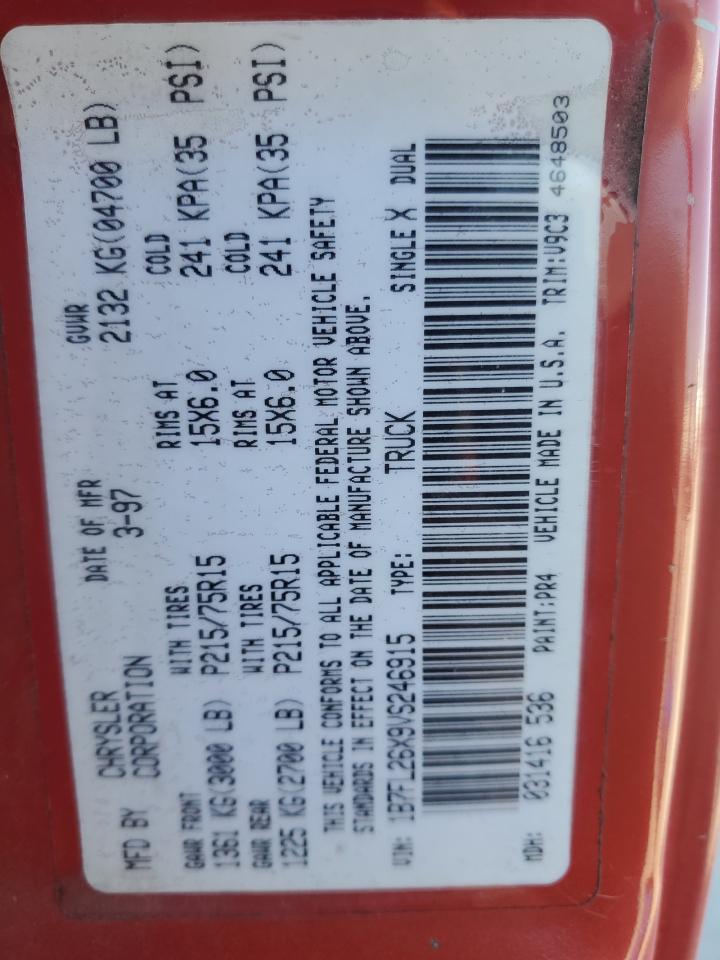 MFD BY CHRYSLER CORPORATION DATE OF MFR 3-97 GVWR 2132 KG(04700 LB)
GAWR FRONT WITH TIRES RIMS AT COLD
1361 KG(3000 LB) P215/75R15 15X6.0 241 KPA(35 PSI)
GAWR REAR WITH TIRES RIMS AT COLD
1225 KG(2700 LB) P215/75R15 15X6.0 241 KPA(35 PSI)
THIS VEHICLE CONFORMS TO ALL APPLICABLE FEDERAL MOTOR VEHICLE SAFETY
STANDARDS IN EFFECT ON THE DATE OF MANUFACTURE SHOWN ABOVE.
VIN: 1B7FL26X9VS246915 TYPE: TRUCK SINGLE X DUAL
MDH: 031416 536 PAINT:PR4 VEHICLE MADE IN U.S.A. TRIM:V9C3 4648503